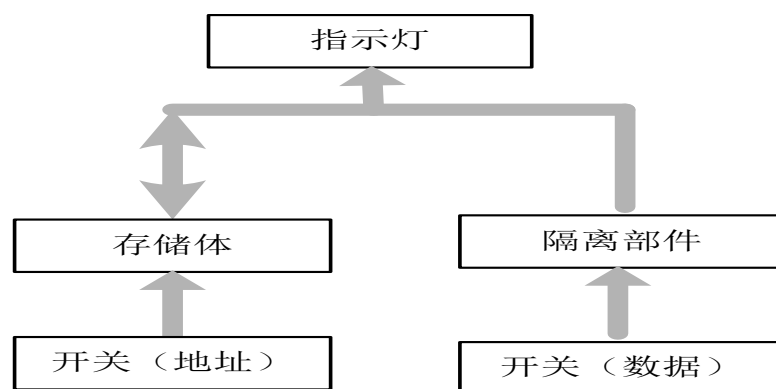 指示灯
存储体
隔离部件
开关（地址）
开关（数据）